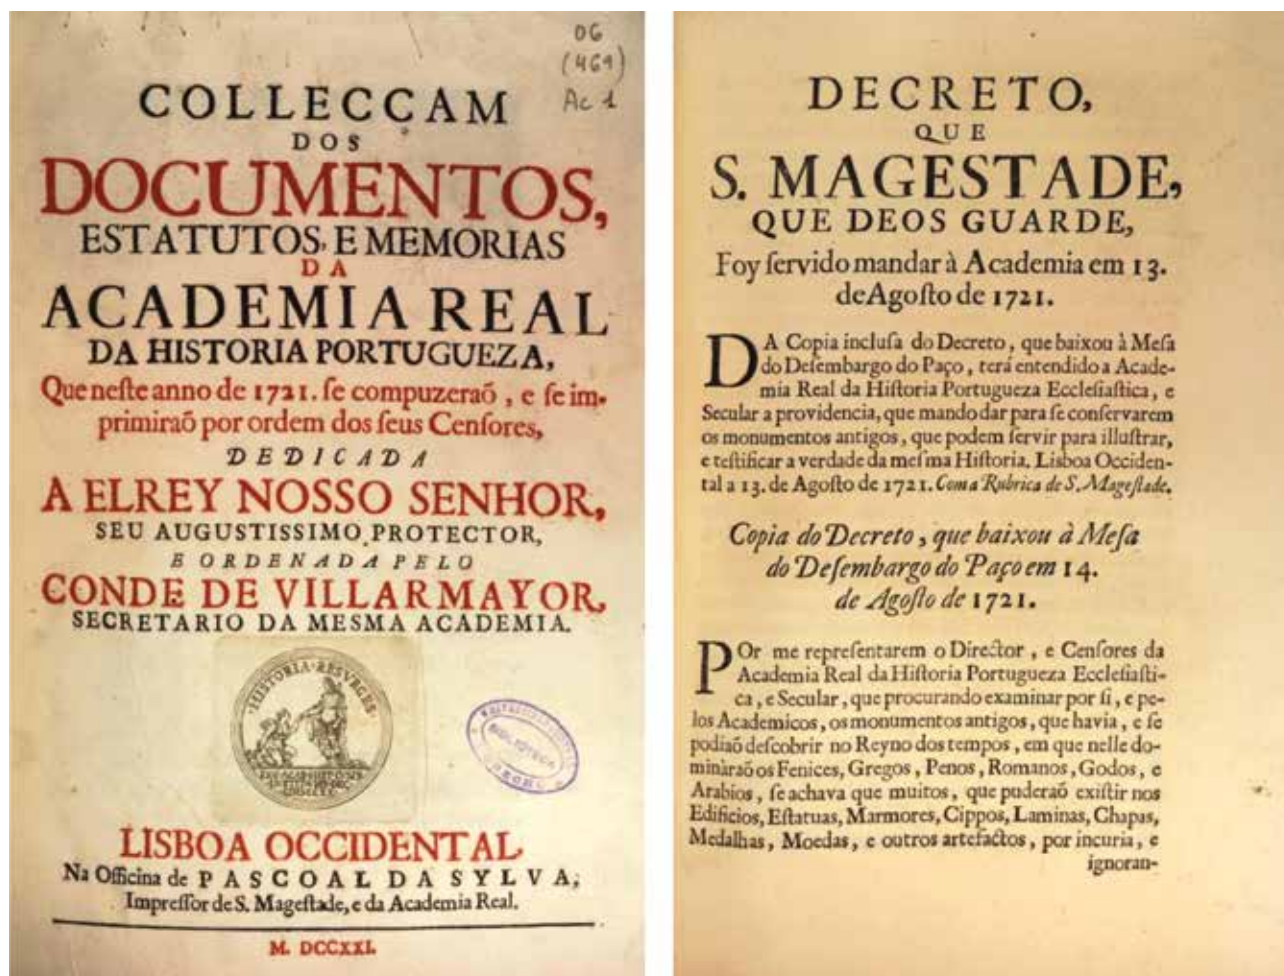 06
(469)
Ac 1
COLLECCAM
DOS
DOCUMENTOS,
ESTATUTOS, E MEMORIAS
DA
ACADEMIA REAL
DA HISTORIA PORTUGUEZA,
Que neſte anno de 1721. ſe compuzeraõ, e ſe im-
primiraõ por ordem dos ſeus Cenſores,
DEDICADA
A ELREY NOSSO SENHOR,
SEU AUGUSTISSIMO PROTECTOR,
E ORDENADA PELO
CONDE DE VILLARMAYOR,
SECRETARIO DA MESMA ACADEMIA.
HISTORIA RESURGES
BIBLIOTECA
LISBOA OCCIDENTAL
Na Officina de PASCOAL DA SYLVA,
Impreſſor de S. Mageſtade, e da Academia Real.
M. DCCXXI.
DECRETO,
QUE
S. MAGESTADE,
QUE DEOS GUARDE,
Foy ſervido mandar à Academia em 13.
de Agoſto de 1721.
DA Copia incluſa do Decreto, que baixou à Meſa
do Deſembargo do Paço, terá entendido a Acade-
mia Real da Hiſtoria Portugueza Eccleſiaſtica, e
Secular a providencia, que mando dar para ſe conſervarem
os monumentos antigos, que podem ſervir para illuſtrar,
e teſtificar a verdade da meſma Hiſtoria. Lisboa Occiden-
tal a 13. de Agoſto de 1721. Com a Rubrica de S. Mageſtade.
Copia do Decreto, que baixou à Meſa
do Deſembargo do Paço em 14.
de Agoſto de 1721.
POr me repreſentarem o Director, e Cenſores da
Academia Real da Hiſtoria Portugueza Eccleſiaſti-
ca, e Secular, que procurando examinar por ſi, e pe-
los Academicos, os monumentos antigos, que havia, e ſe
podiaõ deſcobrir no Reyno dos tempos, em que nelle do-
minàraõ os Fenices, Gregos, Penos, Romanos, Godos, e
Arabios, ſe achava que muitos, que puderaõ exiſtir nos
Edificios, Eſtatuas, Marmores, Cippos, Laminas, Chapas,
Medalhas, Moedas, e outros artefactos, por incuria, e
ignoran-